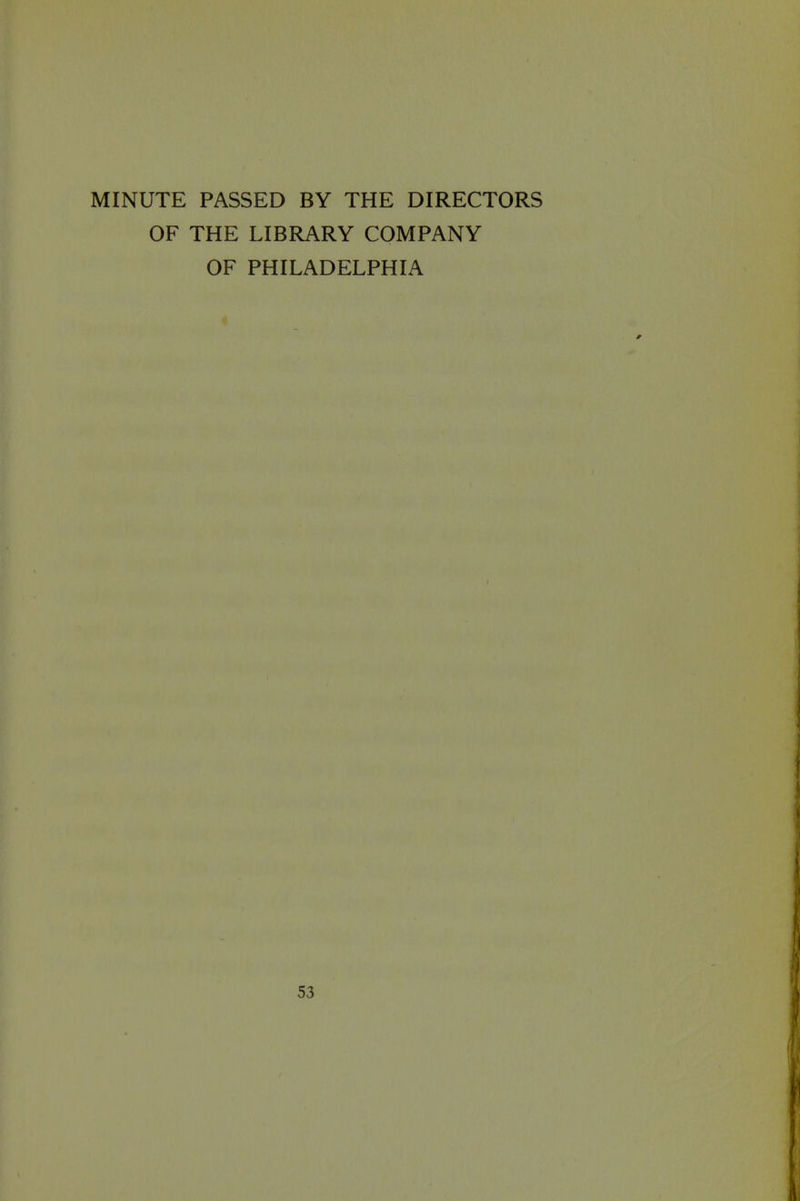 MINUTE PASSED BY THE DIRECTORS
OF THE LIBRARY COMPANY
OF PHILADELPHIA
53